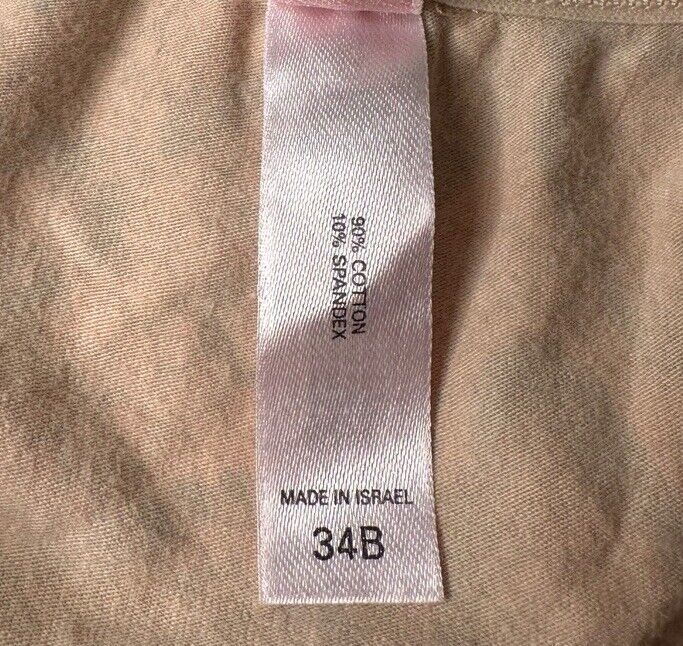 90% COTTON
10% SPANDEX
MADE IN ISRAEL
34B